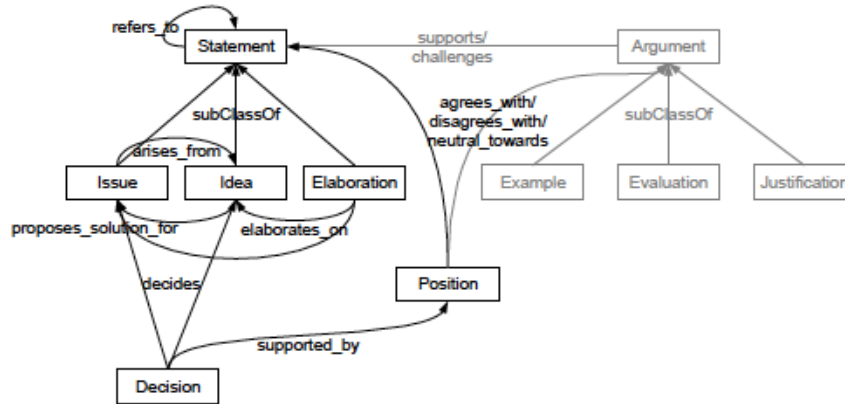 refers_to
Statement
supports/
challenges
Argument
agrees_with/
disagrees_with/
neutral_towards
subClassOf
subClassOf
arises_from
Issue
Idea
Elaboration
Example
Evaluation
Justification
proposes_solution_for
elaborates_on
decides
Position
supported_by
Decision